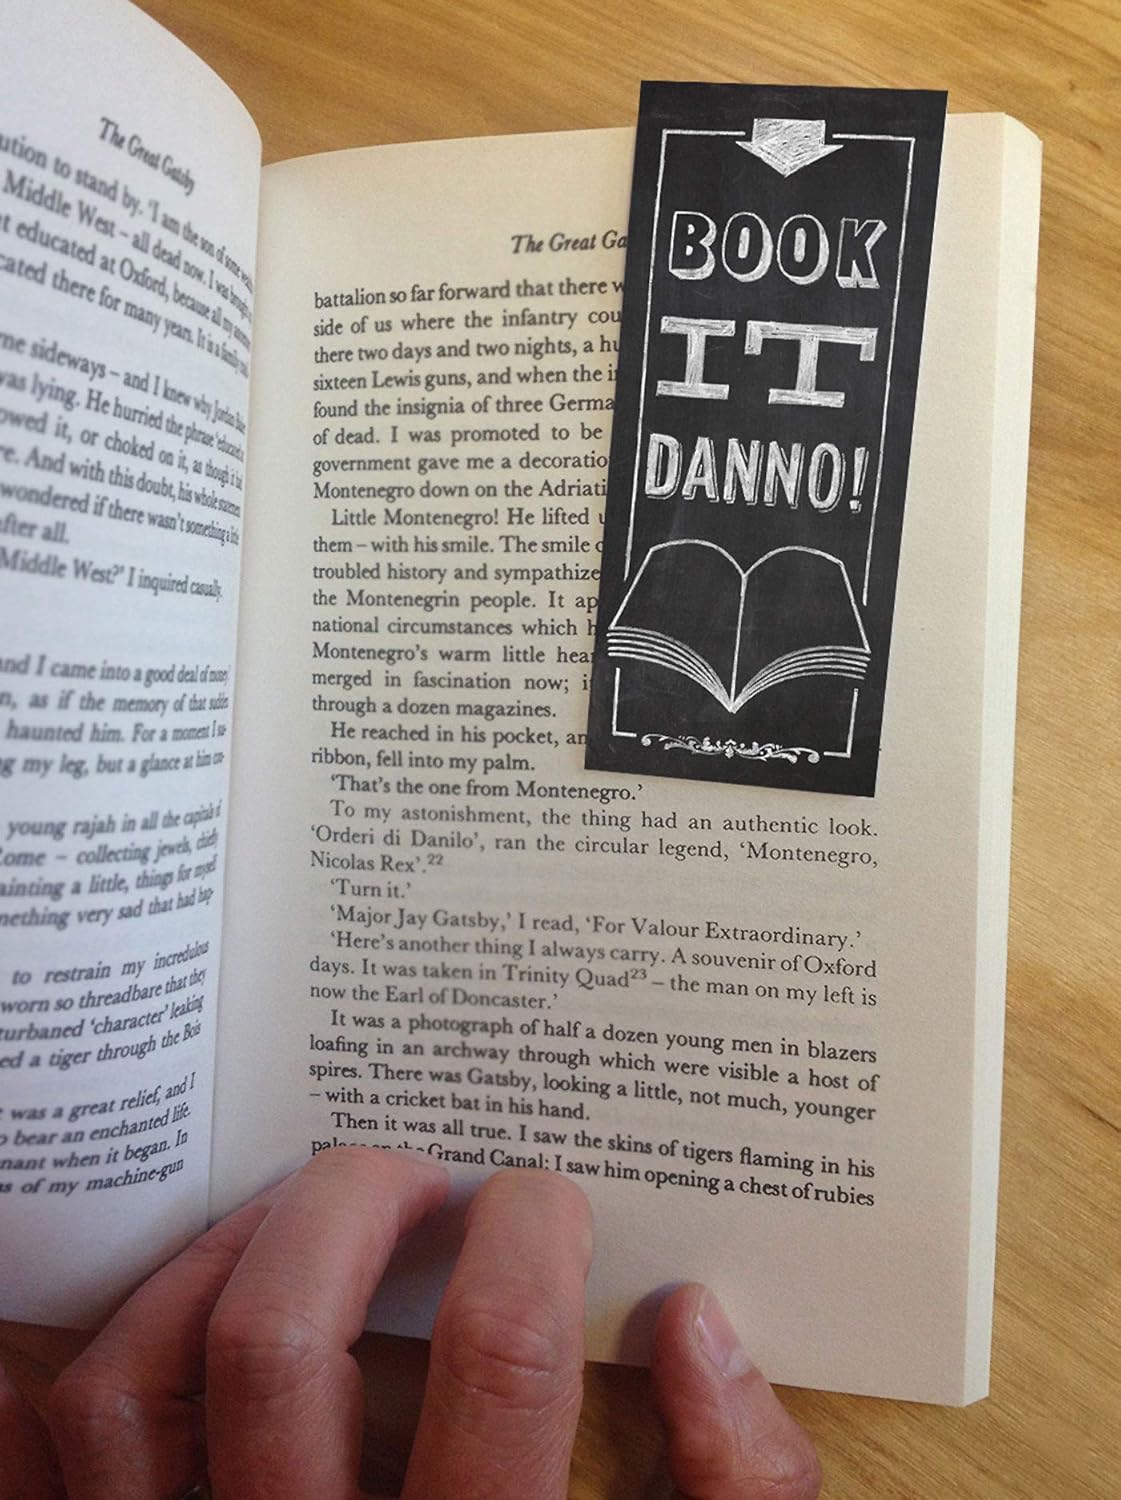 The Great Gatsby
ution to stand by. 'I am the son of some
Middle West – all dead now. I was
educated at Oxford, because all my
cated there for many years. It is a family
me sideways – and I knew why Jordan
was lying. He hurried the phrase
owed it, or choked on it, as though it
re. And with this doubt, his whole
wondered if there wasn't something a
after all.
Middle West?' I inquired casually.
and I came into a good deal of money
n, as if the memory of that
haunted him. For a moment I
ng my leg, but a glance at him
young rajah in all the capitals of
ome – collecting jewels, chiefly
ainting a little, things for myself
mething very sad that had hap-
to restrain my incredulous
worn so threadbare that they
turbaned 'character' leaking
ed a tiger through the Bois
was a great relief, and I
o bear an enchanted life.
nant when it began. In
s of my machine-gun
The Great Ga
battalion so far forward that there w
side of us where the infantry cou
there two days and two nights, a hu
sixteen Lewis guns, and when the i
found the insignia of three Germa
of dead. I was promoted to be
government gave me a decoratio
Montenegro down on the Adriati
Little Montenegro! He lifted
them – with his smile. The smile
troubled history and sympathize
the Montenegrin people. It ap
national circumstances which h
Montenegro's warm little hea
merged in fascination now; i
through a dozen magazines.
He reached in his pocket, an
ribbon, fell into my palm.
'That's the one from Montenegro.'
To my astonishment, the thing had an authentic look.
'Orderi di Danilo', ran the circular legend, 'Montenegro,
Nicolas Rex'.22
'Turn it.'
'Major Jay Gatsby,' I read, 'For Valour Extraordinary.'
'Here's another thing I always carry. A souvenir of Oxford
days. It was taken in Trinity Quad23 – the man on my left is
now the Earl of Doncaster.'
It was a photograph of half a dozen young men in blazers
loafing in an archway through which were visible a host of
spires. There was Gatsby, looking a little, not much, younger
– with a cricket bat in his hand.
Then it was all true. I saw the skins of tigers flaming in his
palace on the Grand Canal; I saw him opening a chest of rubies
BOOK
IT
DANNO!